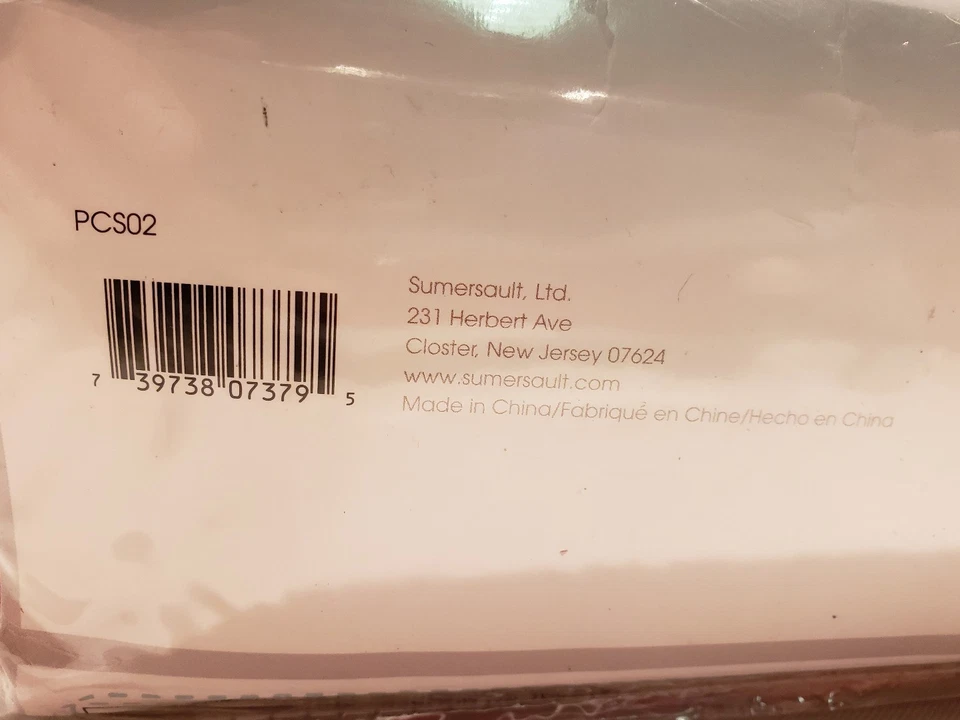 PCS02
7 39738 07379 5
Sumersault, Ltd.
231 Herbert Ave
Closter, New Jersey 07624
www.sumersault.com
Made in China/Fabriqué en Chine/Hecho en China